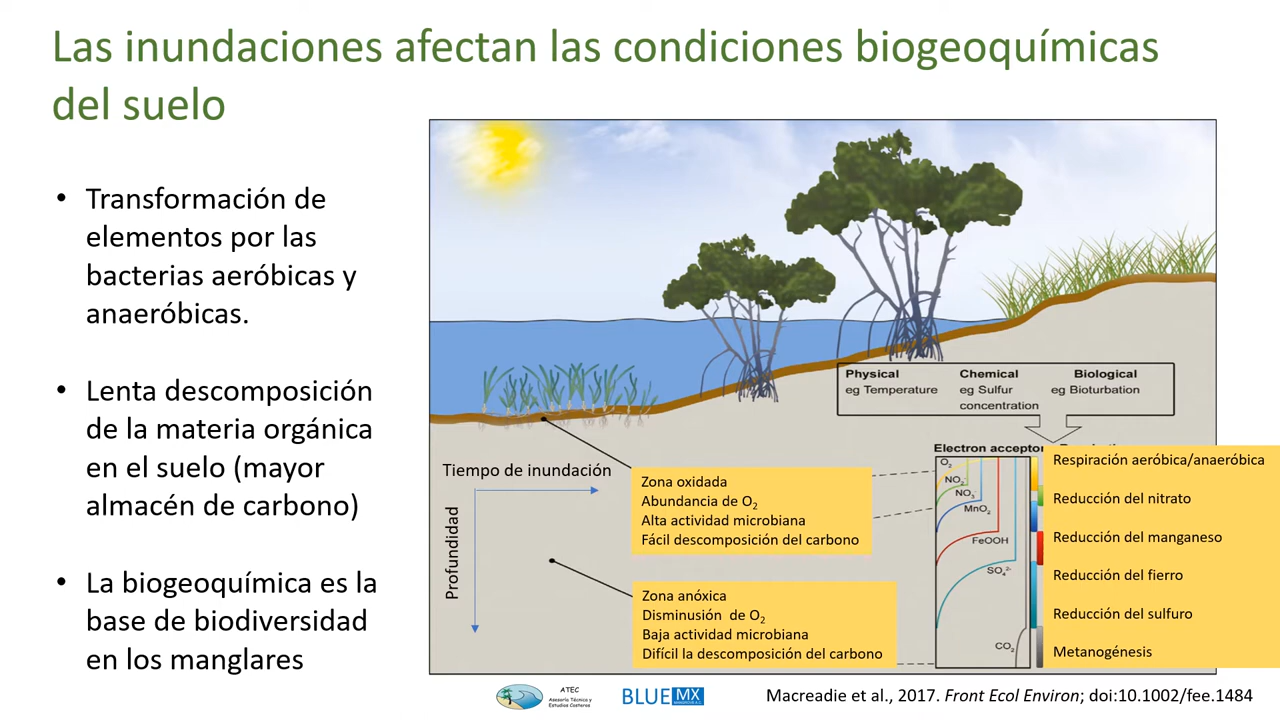 Las inundaciones afectan las condiciones biogeoquímicas
del suelo
• Transformación de
elementos por las
bacterias aeróbicas y
anaeróbicas.
• Lenta descomposición
de la materia orgánica
en el suelo (mayor
almacén de carbono)
• La biogeoquímica es la
base de biodiversidad
en los manglares
Physical Chemical Biological
eg Temperature eg Sulfur eg Bioturbation
concentration
Tiempo de inundación
Profundidad
Zona oxidada
Abundancia de O₂
Alta actividad microbiana
Fácil descomposición del carbono
Zona anóxica
Disminución de O₂
Baja actividad microbiana
Difícil la descomposición del carbono
Electron acceptor
O₂
NO₂⁻
NO₃⁻
MnO₂
FeOOH
SO₄²⁻
CO₂
Respiración aeróbica/anaeróbica
Reducción del nitrato
Reducción del manganeso
Reducción del fierro
Reducción del sulfuro
Metanogénesis
ATEC
Asesoría Técnica y
Estudios Costeros
BLUE MX
Macreadie et al., 2017. Front Ecol Environ; doi:10.1002/fee.1484